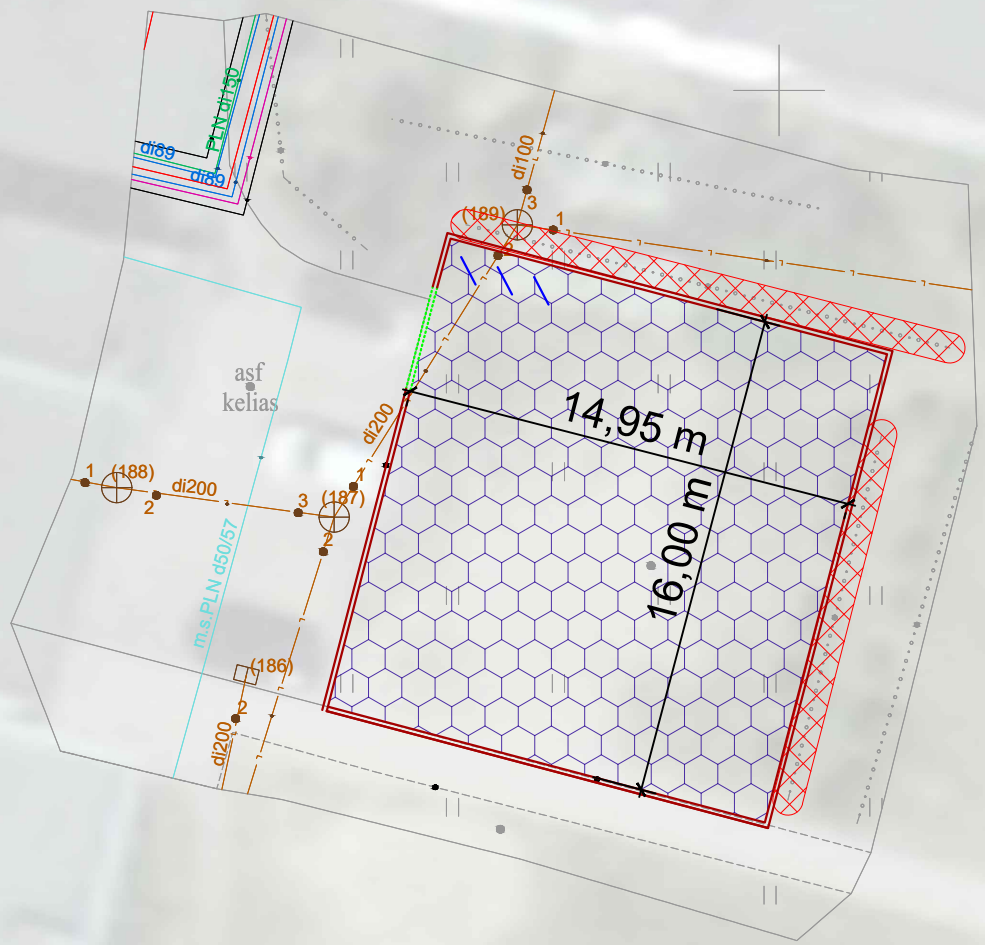 PLN di150
di89
di89
di100
3
(189)
1
2
asf
kelias
14,95 m
di200
1
(188)
di200
2
3
1
(187)
2
16,00 m
m.s.PLN d50/57
(186)
2
di200